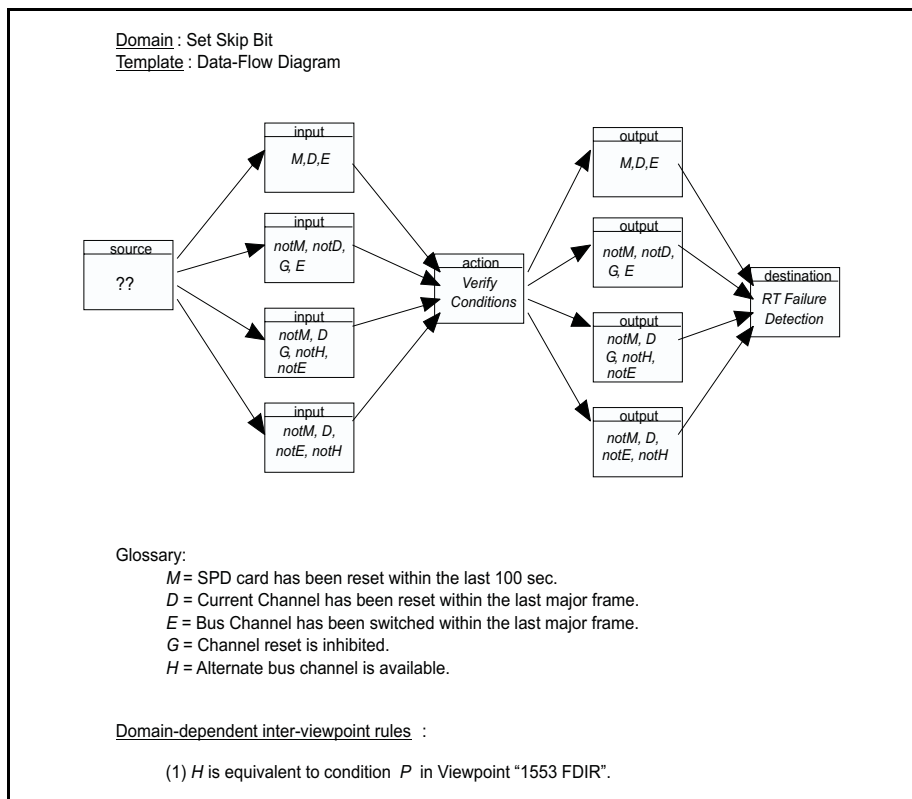 Domain : Set Skip Bit
Template : Data-Flow Diagram
source
??
input
M,D,E
input
notM, notD,
G, E
input
notM, D
G, notH,
notE
input
notM, D,
notE, notH
action
Verify
Conditions
output
M,D,E
output
notM, notD,
G, E
output
notM, D
G, notH,
notE
output
notM, D,
notE, notH
destination
RT Failure
Detection
Glossary:
M = SPD card has been reset within the last 100 sec.
D = Current Channel has been reset within the last major frame.
E = Bus Channel has been switched within the last major frame.
G = Channel reset is inhibited.
H = Alternate bus channel is available.
Domain-dependent inter-viewpoint rules :
(1) H is equivalent to condition P in Viewpoint “1553 FDIR”.